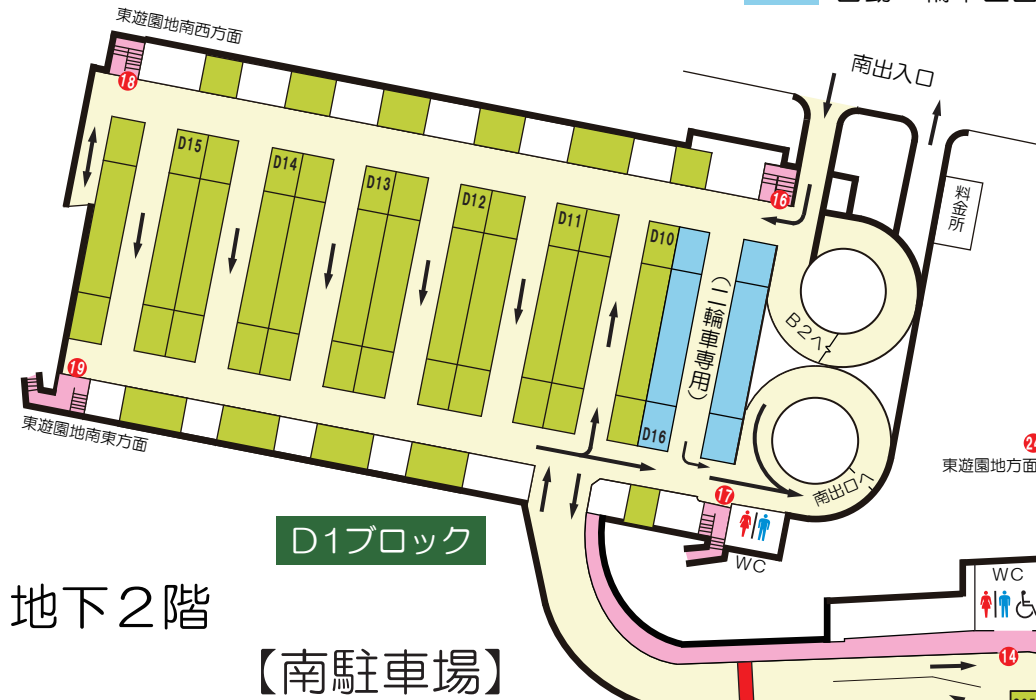 東遊園地南西方面
18
南出入口
料金所
16
D15
D14
D13
D12
D11
D10
(二輪車専用)
B2へ
19
東遊園地南東方面
D16
南出口へ
17
WC
東遊園地方面
D1ブロック
地下2階
【南駐車場】
WC
14